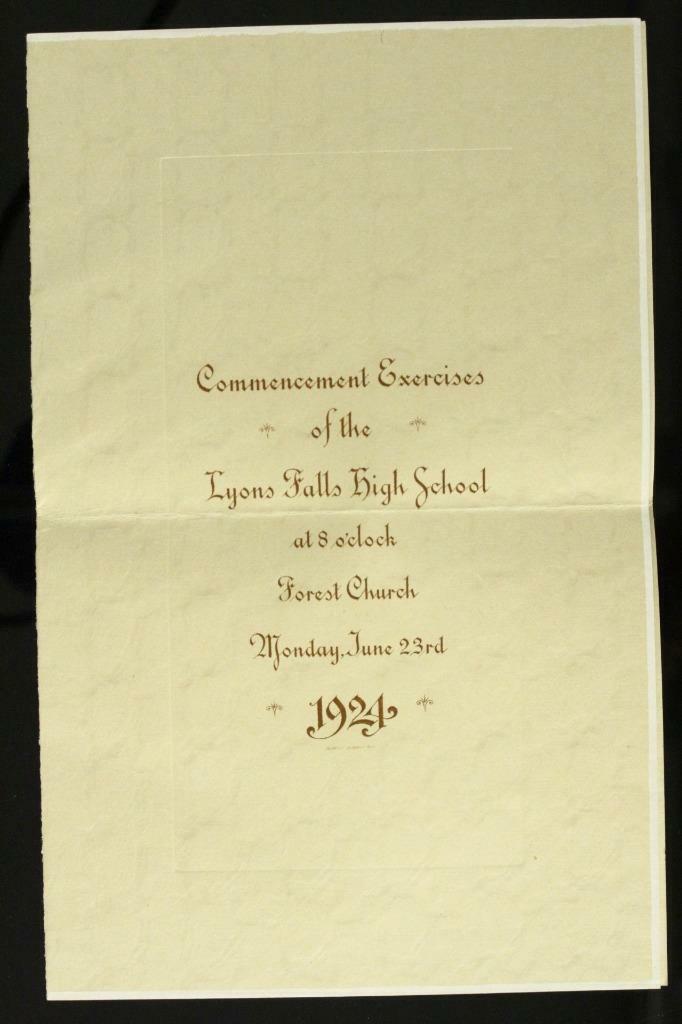 Commencement Exercises
of the
Lyons Falls High School
at 8 o'clock
Forest Church
Monday, June 23rd
1924